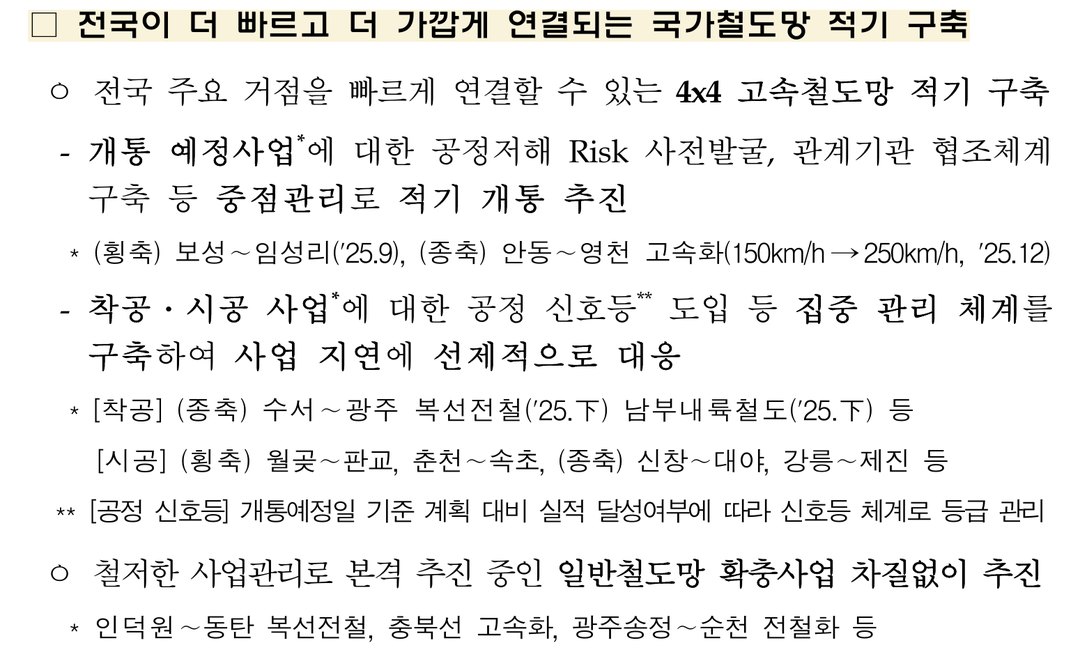 □ 전국이 더 빠르고 더 가깝게 연결되는 국가철도망 적기 구축
○ 전국 주요 거점을 빠르게 연결할 수 있는 4x4 고속철도망 적기 구축
- 개통 예정사업*에 대한 공정저해 Risk 사전발굴, 관계기관 협조체계
구축 등 중점관리로 적기 개통 추진
* (횡축) 보성～임성리('25.9), (종축) 안동～영천 고속화(150km/h→250km/h, '25.12)
- 착공·시공 사업*에 대한 공정 신호등** 도입 등 집중 관리 체계를
구축하여 사업 지연에 선제적으로 대응
* [착공] (종축) 수서～광주 복선전철('25.下) 남부내륙철도('25.下) 등
[시공] (횡축) 월곶～판교, 춘천～속초, (종축) 신창～대야, 강릉～제진 등
** [공정 신호등] 개통예정일 기준 계획 대비 실적 달성여부에 따라 신호등 체계로 등급 관리
○ 철저한 사업관리로 본격 추진 중인 일반철도망 확충사업 차질없이 추진
* 인덕원～동탄 복선전철, 충북선 고속화, 광주송정～순천 전철화 등